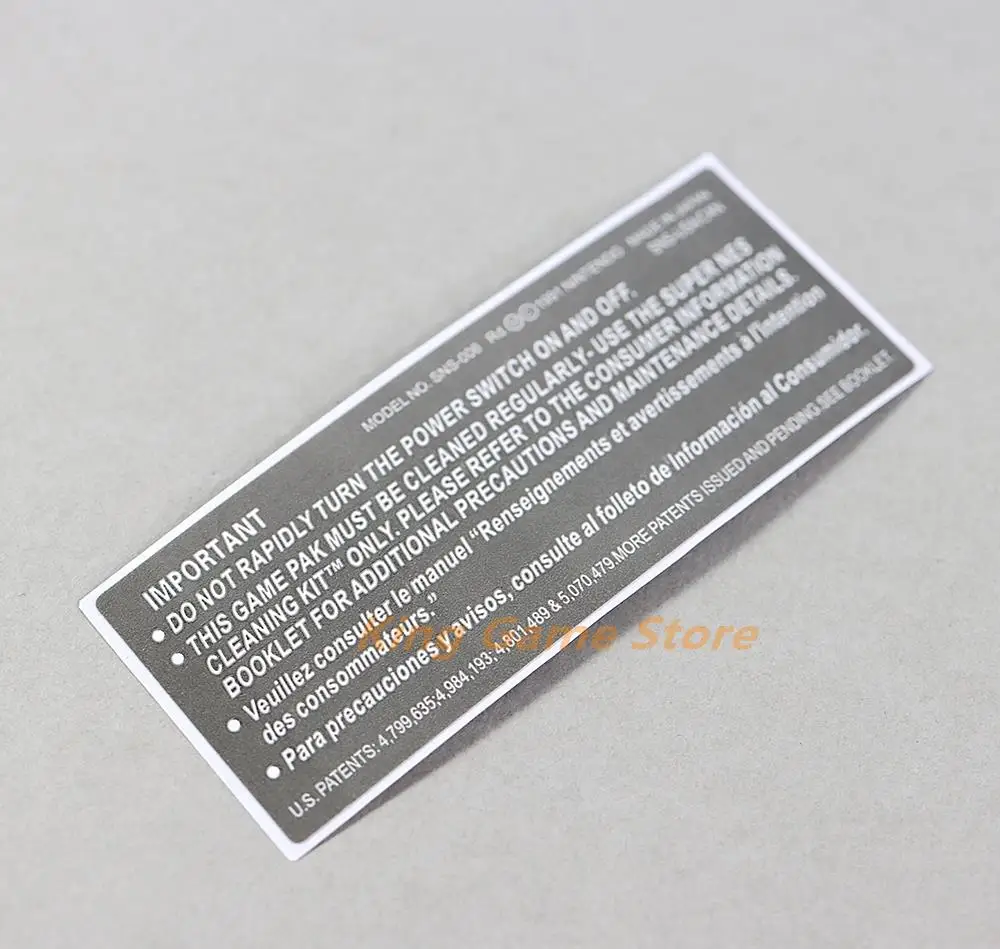 MODEL NO. SNS-006 Rd ©© 1991 NINTENDO MADE IN JAPAN
IMPORTANT
• DO NOT RAPIDLY TURN THE POWER SWITCH ON AND OFF.
• THIS GAME PAK MUST BE CLEANED REGULARLY- USE THE SUPER NES
CLEANING KIT™ ONLY. PLEASE REFER TO THE CONSUMER INFORMATION
BOOKLET FOR ADDITIONAL PRECAUTIONS AND MAINTENANCE DETAILS.
• Veuillez consulter le manuel “Renseignements et avertissements à l'intention
des consommateurs.”
• Para precauciones y avisos, consulte al folleto de información al Consumidor.
U.S. PATENTS: 4,799,635;4,984,193; 4,801,489 & 5,070,479.MORE PATENTS ISSUED AND PENDING-SEE BOOKLET.
King Game Store